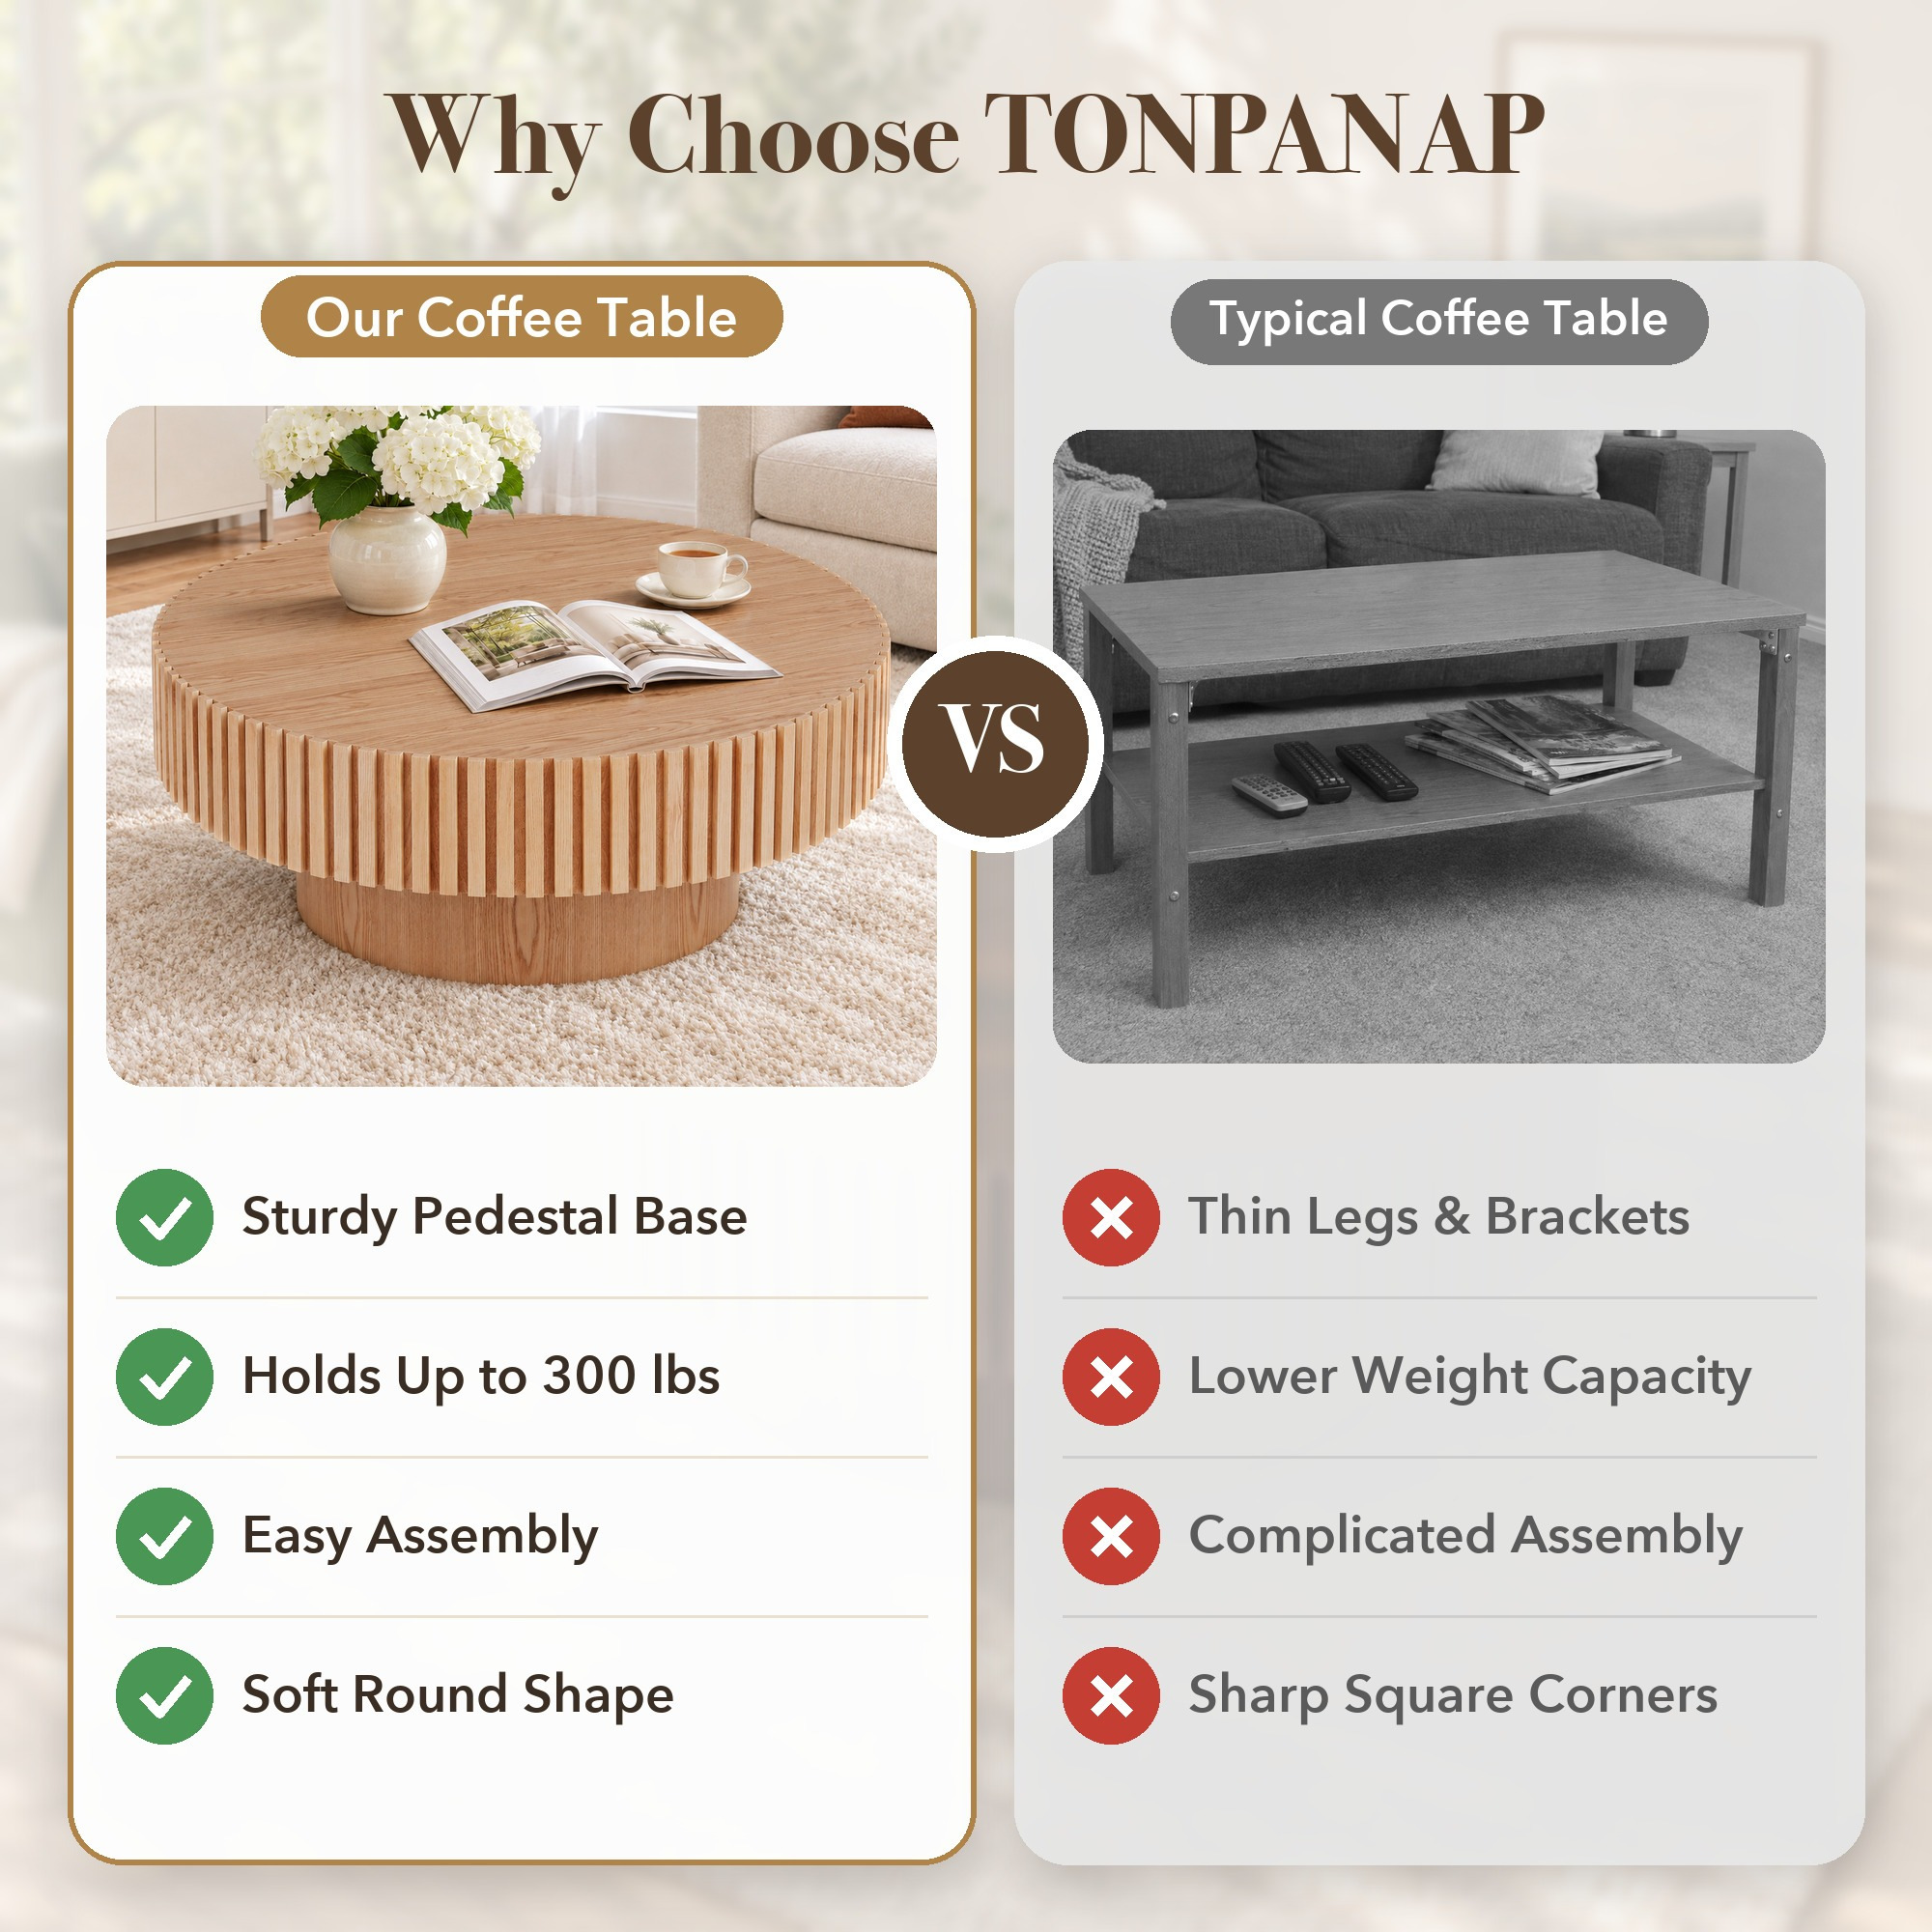 Why Choose TONPANAP
Our Coffee Table
Typical Coffee Table
VS
Sturdy Pedestal Base
Thin Legs & Brackets
Holds Up to 300 lbs
Lower Weight Capacity
Easy Assembly
Complicated Assembly
Soft Round Shape
Sharp Square Corners